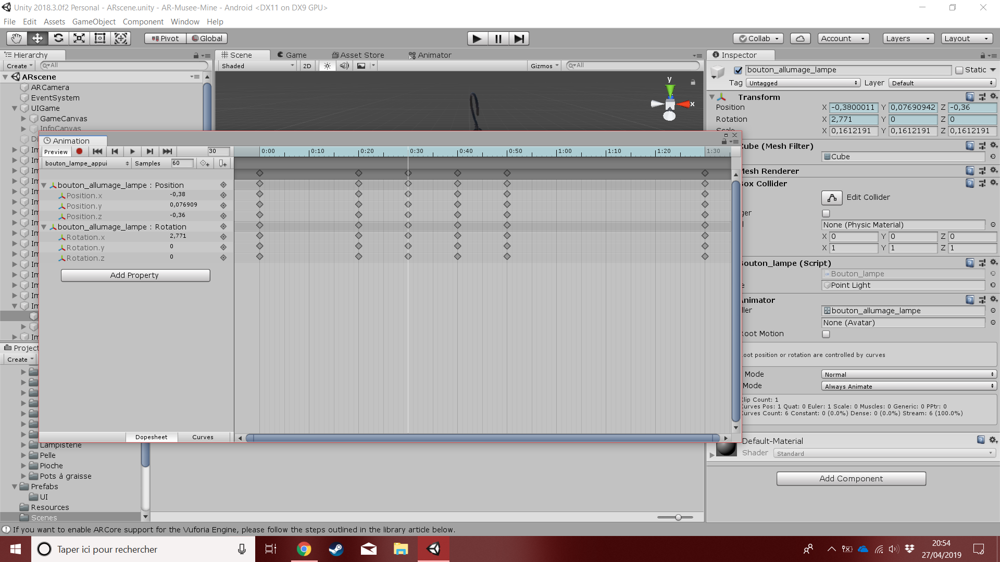 Unity 2018.3.0f2 Personal - ARscene.unity - AR-Musee-Mine - Android <DX11 on DX9 GPU>
File Edit Assets GameObject Component Window Help
Pivot Global Collab Account Layers Layout
Hierarchy Scene Game Asset Store Animator Inspector
Create All Shaded 2D Gizmos All bouton_allumage_lampe Static
ARscene
Tag Untagged Layer Default
ARCamera
EventSystem
UIGame
GameCanvas
InfoCanvas
y
x
Transform
Position X -0,3800011 Y 0,07690942 Z -0,36
Rotation X 2,771 Y 0 Z 0
X 0,1612191 Y 0,1612191 Z 0,1612191
Animation
Preview 30 0:00 0:10 0:20 0:30 0:40 0:50 1:00 1:10 1:20 1:30
bouton_lampe_appui Samples 60
bouton_allumage_lampe : Position
Position.x -0,38
Position.y 0,076909
Position.z -0,36
bouton_allumage_lampe : Rotation
Rotation.x 2,771
Rotation.y 0
Rotation.z 0
Add Property
Dopesheet Curves
ube (Mesh Filter)
Cube
Mesh Renderer
Box Collider
Edit Collider
ger
None (Physic Material)
X 0 Y 0 Z 0
X 1 Y 1 Z 1
Bouton_lampe (Script)
Bouton_lampe
Point Light
Animator
ller bouton_allumage_lampe
None (Avatar)
Root Motion
oot position or rotation are controlled by curves
Mode Normal
Mode Always Animate
Clip Count: 1
Curves Pos: 1 Quat: 0 Euler: 1 Scale: 0 Muscles: 0 Generic: 0 PPtr: 0
Curves Count: 6 Constant: 0 (0.0%) Dense: 0 (0.0%) Stream: 6 (100.0%)
Default-Material
Shader Standard
Add Component
Project
Create
Lampisterie
Pelle
Pioche
Pots à graisse
Prefabs
UI
Resources
Scenes
If you want to enable ARCore support for the Vuforia Engine, please follow the steps outlined in the library article below.
Taper ici pour rechercher
20:54
27/04/2019